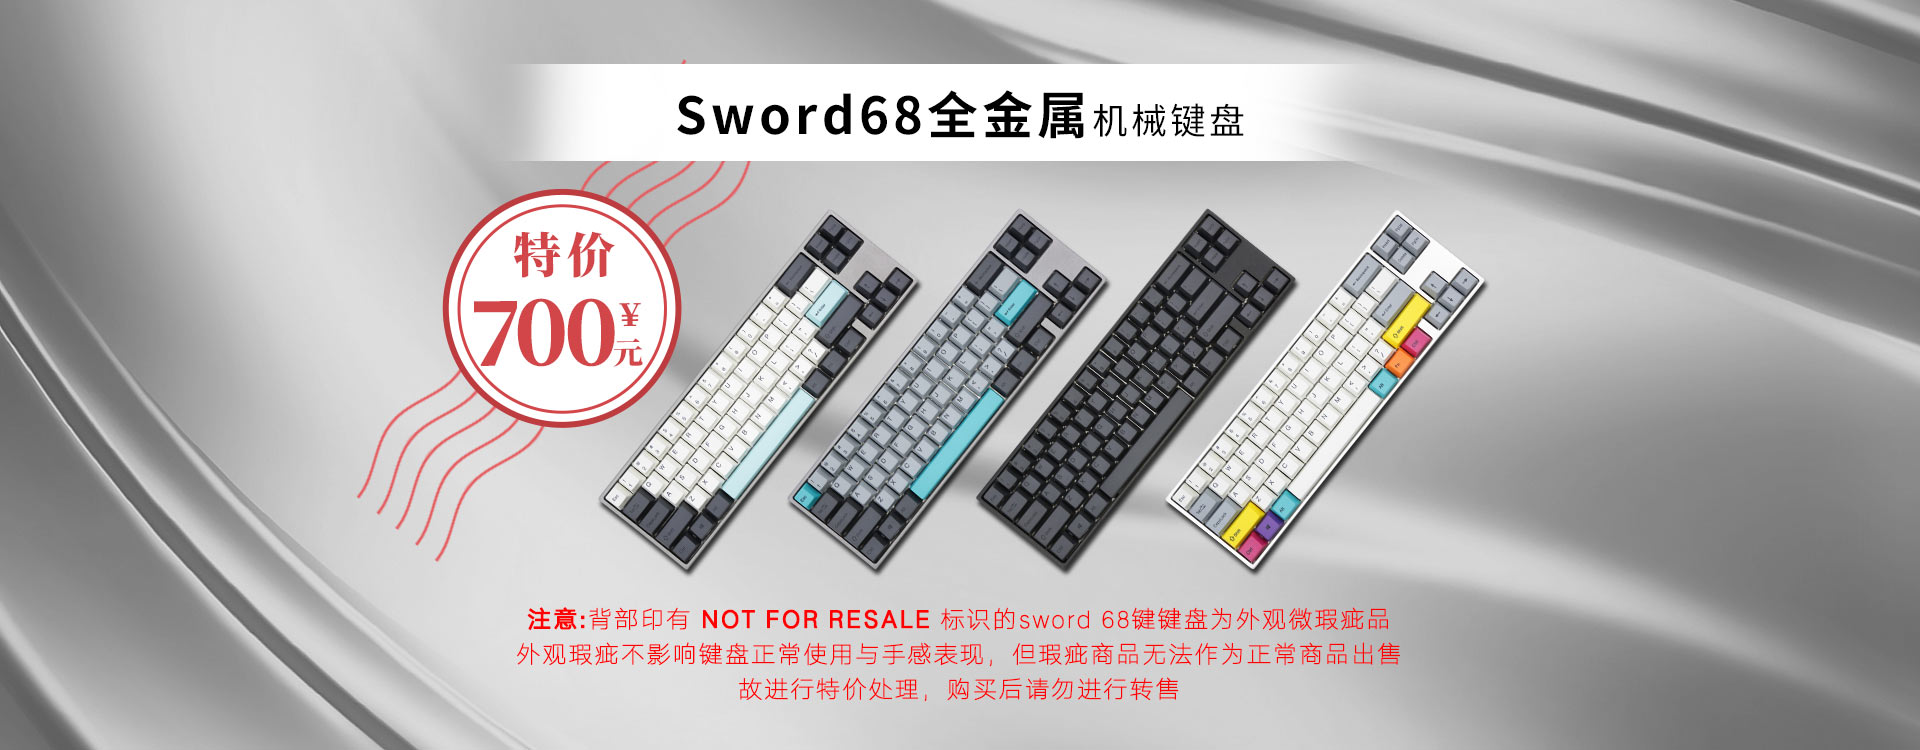 Sword68全金属机械键盘
特价
700¥元
注意:背部印有 NOT FOR RESALE 标识的sword 68键键盘为外观微瑕疵品
外观瑕疵不影响键盘正常使用与手感表现，但瑕疵商品无法作为正常商品出售
故进行特价处理，购买后请勿进行转售